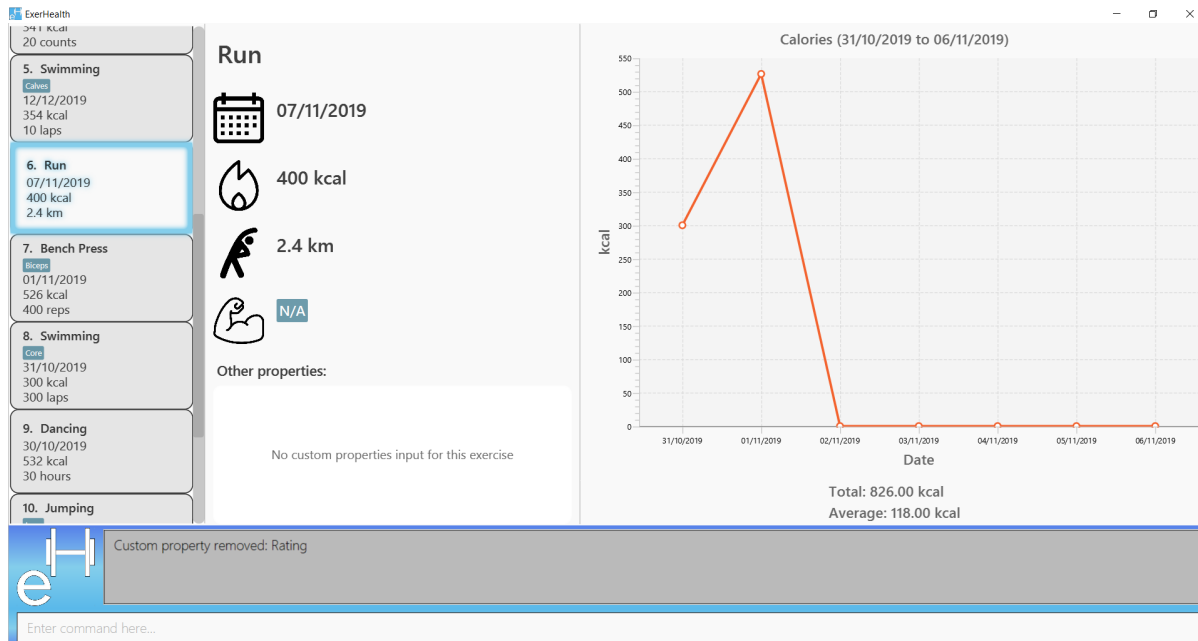 ExerHealth
341 kcal
20 counts
5. Swimming
Calves
12/12/2019
354 kcal
10 laps
6. Run
07/11/2019
400 kcal
2.4 km
7. Bench Press
Biceps
01/11/2019
526 kcal
400 reps
8. Swimming
Core
31/10/2019
300 kcal
300 laps
9. Dancing
30/10/2019
532 kcal
30 hours
10. Jumping
Run
07/11/2019
400 kcal
2.4 km
N/A
Other properties:
No custom properties input for this exercise
Calories (31/10/2019 to 06/11/2019)
kcal
550
500
450
400
350
300
250
200
150
100
50
0
31/10/2019 01/11/2019 02/11/2019 03/11/2019 04/11/2019 05/11/2019 06/11/2019
Date
Total: 826.00 kcal
Average: 118.00 kcal
eH
Custom property removed: Rating
Enter command here...